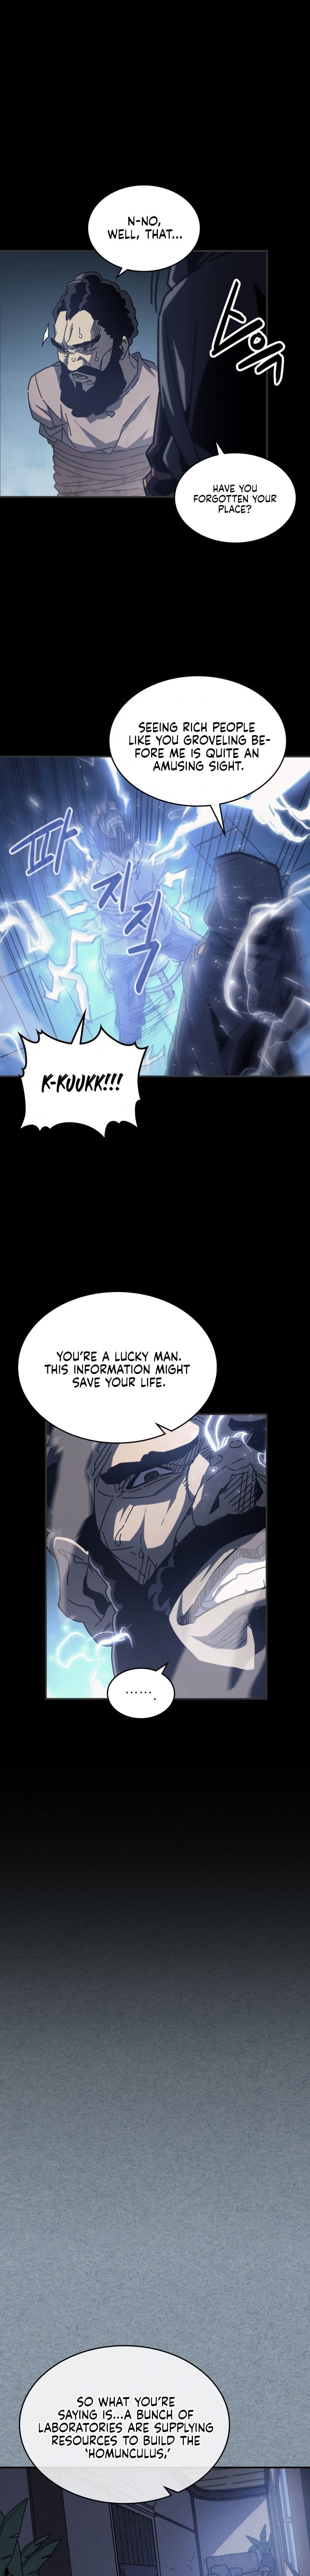 N-NO,
WELL, THAT...
스윽
HAVE YOU
FORGOTTEN YOUR
PLACE?
SEEING RICH PEOPLE
LIKE YOU GROVELING BE-
FORE ME IS QUITE AN
AMUSING SIGHT.
파
지
직
K-KUUKK!!!
YOU'RE A LUCKY MAN.
THIS INFORMATION MIGHT
SAVE YOUR LIFE.
.......
SO WHAT YOU'RE
SAYING IS...A BUNCH OF
LABORATORIES ARE SUPPLYING
RESOURCES TO BUILD THE
'HOMUNCULUS,'